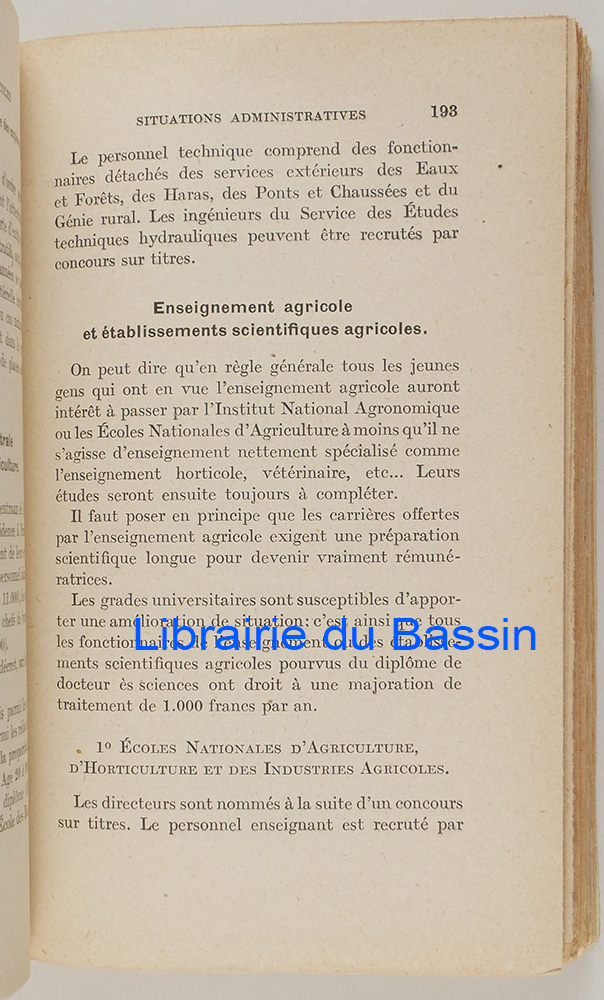 SITUATIONS ADMINISTRATIVES 193
Le personnel technique comprend des fonction-
naires détachés des services extérieurs des Eaux
et Forêts, des Haras, des Ponts et Chaussées et du
Génie rural. Les ingénieurs du Service des Études
techniques hydrauliques peuvent être recrutés par
concours sur titres.
Enseignement agricole
et établissements scientifiques agricoles.
On peut dire qu'en règle générale tous les jeunes
gens qui ont en vue l'enseignement agricole auront
intérêt à passer par l'Institut National Agronomique
ou les Écoles Nationales d'Agriculture à moins qu'il ne
s'agisse d'enseignement nettement spécialisé comme
l'enseignement horticole, vétérinaire, etc... Leurs
études seront ensuite toujours à compléter.
Il faut poser en principe que les carrières offertes
par l'enseignement agricole exigent une préparation
scientifique longue pour devenir vraiment rémuné-
ratrices.
Les grades universitaires sont susceptibles d'appor-
ter une amélioration de situation: c'est ainsi que tous
les fonctionnaires de l'enseignement ou des établisse-
Librairie du Bassin
ments scientifiques agricoles pourvus du diplôme de
docteur ès sciences ont droit à une majoration de
traitement de 1.000 francs par an.
1º ÉCOLES NATIONALES D'AGRICULTURE,
D'HORTICULTURE ET DES INDUSTRIES AGRICOLES.
Les directeurs sont nommés à la suite d'un concours
sur titres. Le personnel enseignant est recruté par